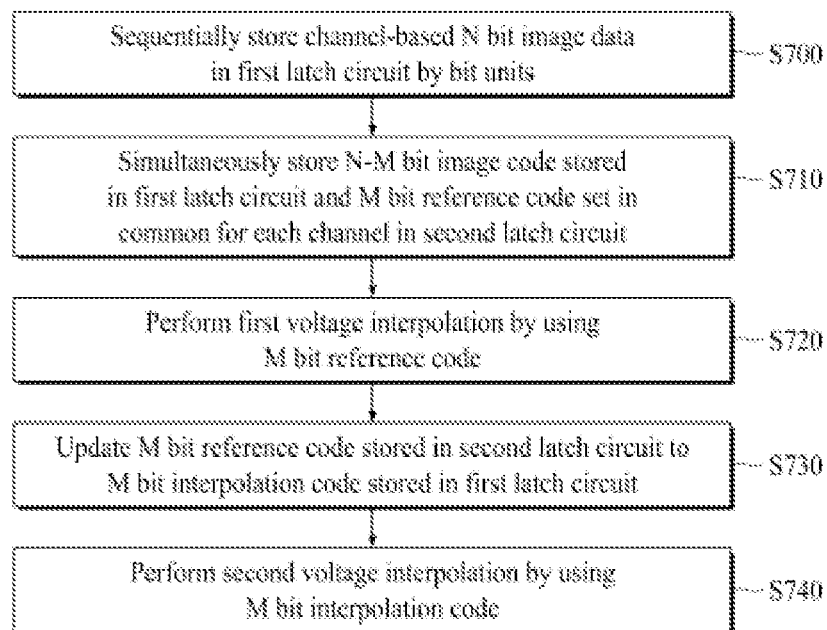 Sequentially store channel-based N bit image data
in first latch circuit by bit units
S700
Simultaneously store N-M bit image code stored
in first latch circuit and M bit reference code set in
common for each channel in second latch circuit
S710
Perform first voltage interpolation by using
M bit reference code
S720
Update M bit reference code stored in second latch circuit to
M bit interpolation code stored in first latch circuit
S730
Perform second voltage interpolation by using
M bit interpolation code
S740